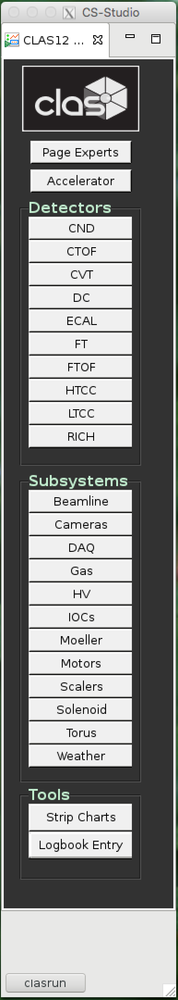 CS-Studio
CLAS12 ...
clas
Page Experts
Accelerator
Detectors
CND
CTOF
CVT
DC
ECAL
FT
FTOF
HTCC
LTCC
RICH
Subsystems
Beamline
Cameras
DAQ
Gas
HV
IOCs
Moeller
Motors
Scalers
Solenoid
Torus
Weather
Tools
Strip Charts
Logbook Entry
clasrun